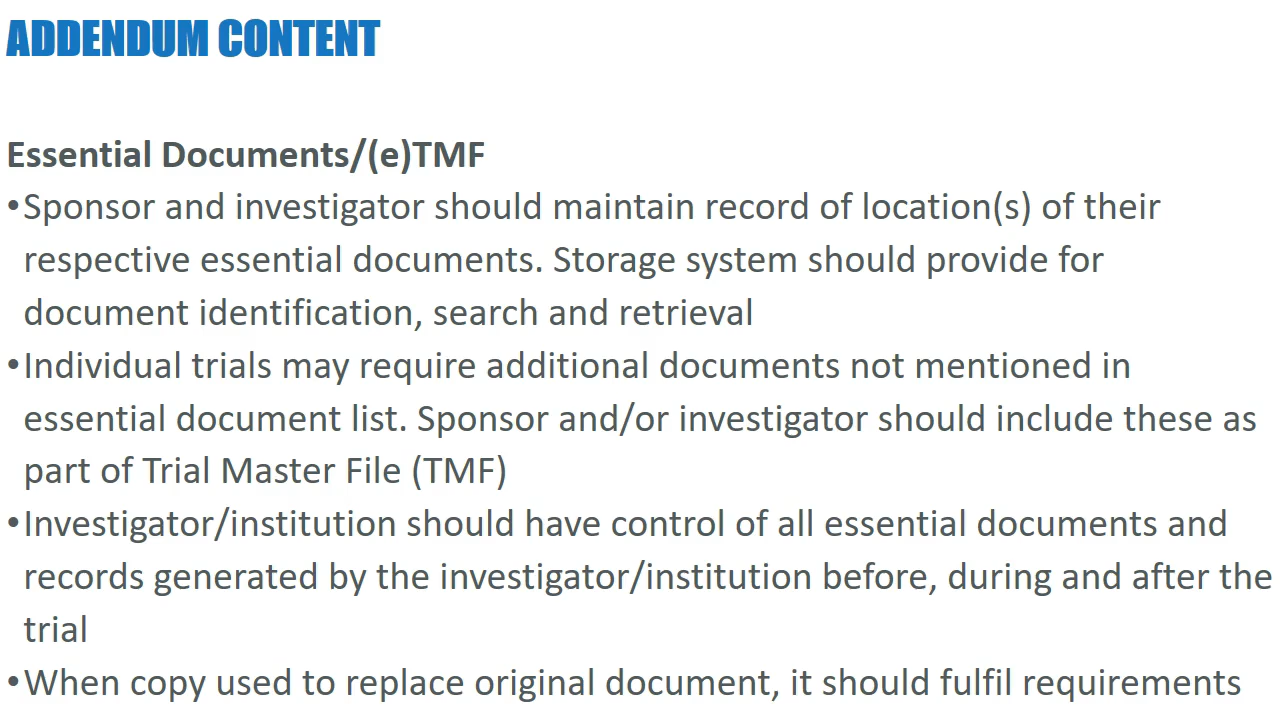 ADDENDUM CONTENT
Essential Documents/(e)TMF
•Sponsor and investigator should maintain record of location(s) of their
respective essential documents. Storage system should provide for
document identification, search and retrieval
•Individual trials may require additional documents not mentioned in
essential document list. Sponsor and/or investigator should include these as
part of Trial Master File (TMF)
•Investigator/institution should have control of all essential documents and
records generated by the investigator/institution before, during and after the
trial
•When copy used to replace original document, it should fulfil requirements